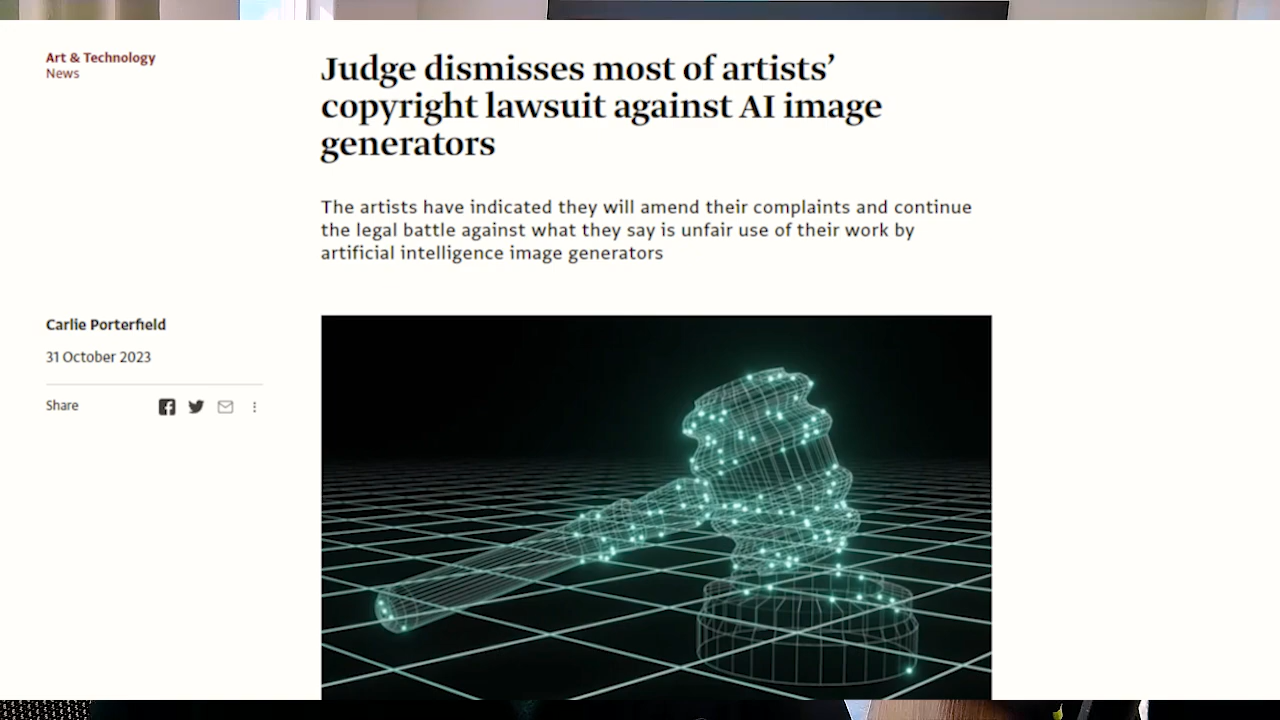 Art & Technology
News
Judge dismisses most of artists’
copyright lawsuit against AI image
generators
The artists have indicated they will amend their complaints and continue
the legal battle against what they say is unfair use of their work by
artificial intelligence image generators
Carlie Porterfield
31 October 2023
Share